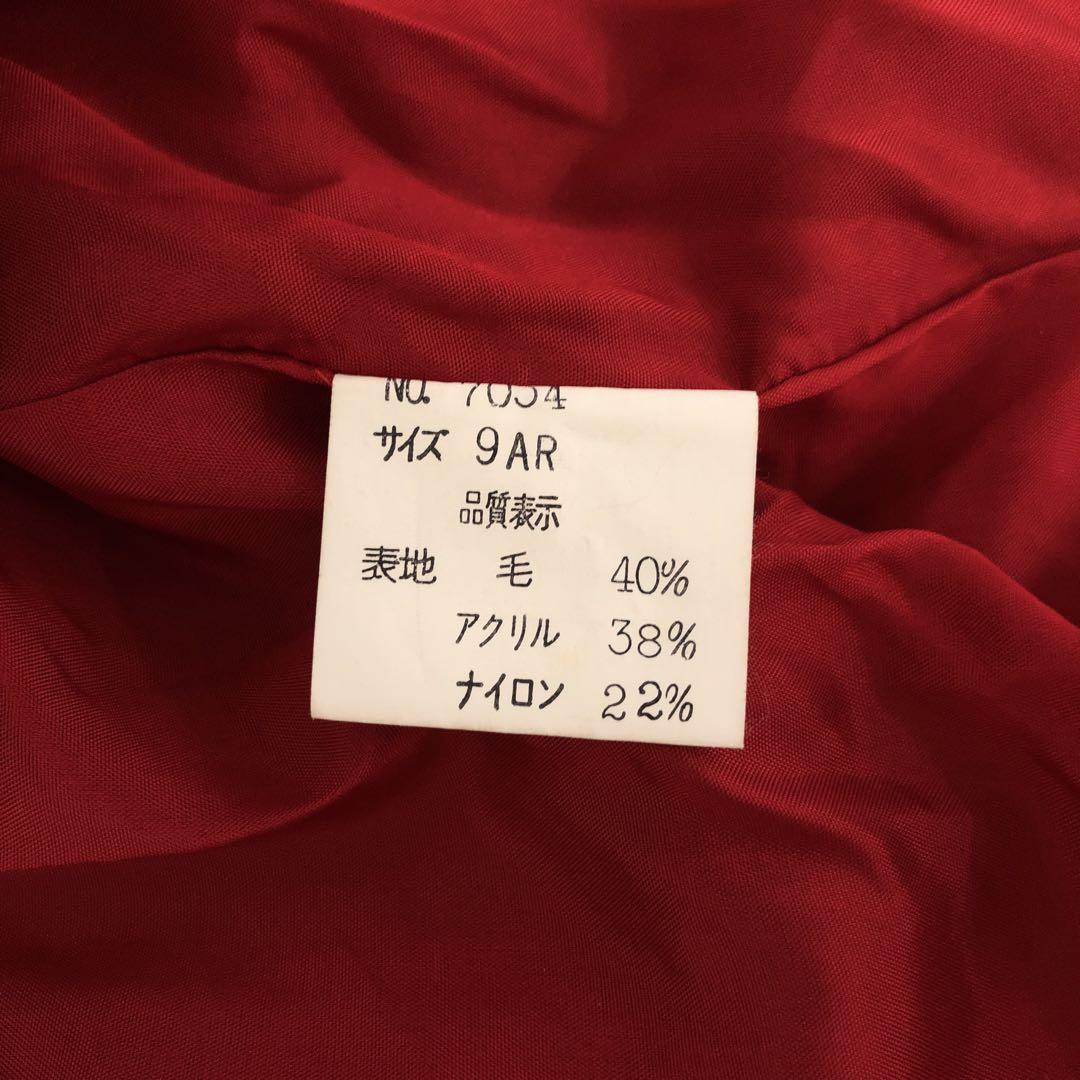 No. 7054
サイズ 9AR
品質表示
表地 毛 40%
アクリル 38%
ナイロン 22%